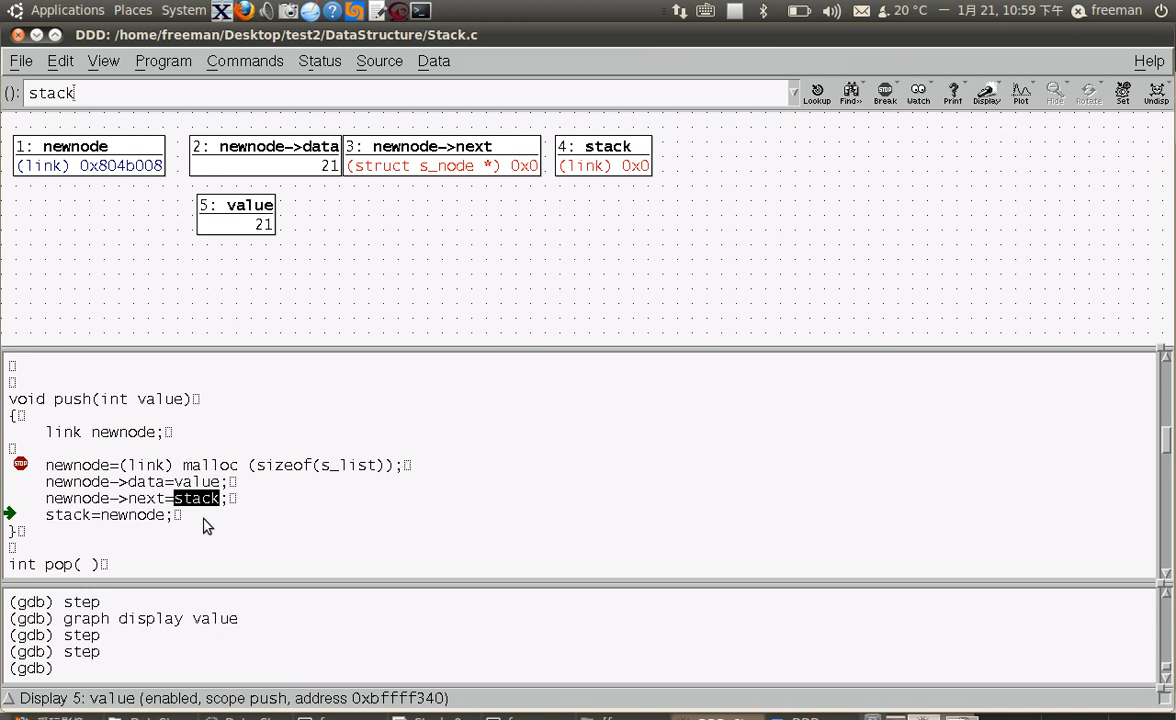 Applications Places System 20 °C 1月 21, 10:59 下午 freeman
DDD: /home/freeman/Desktop/test2/DataStructure/Stack.c
File Edit View Program Commands Status Source Data Help
(): stack
Lookup Find>> Break Watch Print Display Plot Hide Rotate Set Undisp
1: newnode
(link) 0x804b008
2: newnode->data
21
3: newnode->next
(struct s_node *) 0x0
4: stack
(link) 0x0
5: value
21
void push(int value)
{
link newnode;
STOP newnode=(link) malloc (sizeof(s_list));
newnode->data=value;
newnode->next=stack;
stack=newnode;
}
int pop( )
(gdb) step
(gdb) graph display value
(gdb) step
(gdb) step
(gdb)
Display 5: value (enabled, scope push, address 0xbffff340)